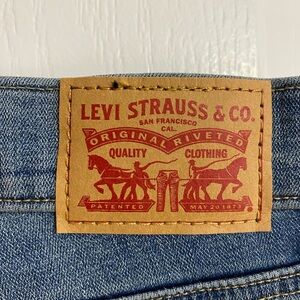 LEVI STRAUSS & CO.
SAN FRANCISCO
CAL.
ORIGINAL RIVETED
QUALITY CLOTHING
PATENTED MAY 20 1873